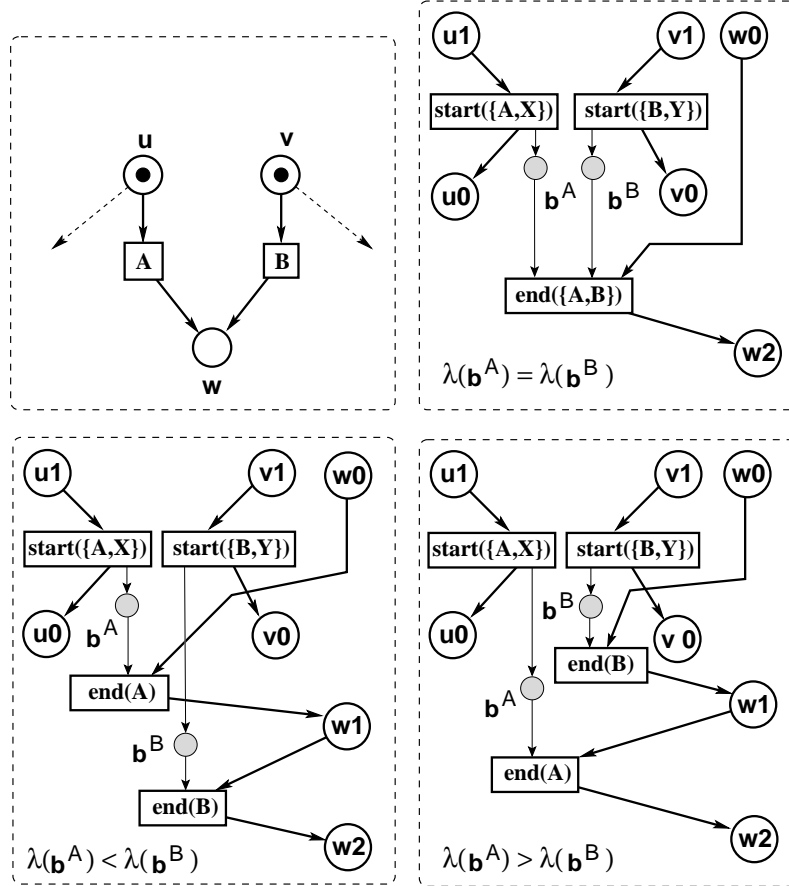 u
v
A
B
w
u1
v1
w0
start({A,X})
start({B,Y})
u0
b^A
b^B
v0
end({A,B})
w2
λ(b^A) = λ(b^B)
u1
v1
w0
start({A,X})
start({B,Y})
u0
b^A
v0
end(A)
w1
b^B
end(B)
w2
λ(b^A) < λ(b^B)
u1
v1
w0
start({A,X})
start({B,Y})
b^B
u0
v 0
end(B)
b^A
w1
end(A)
w2
λ(b^A) > λ(b^B)